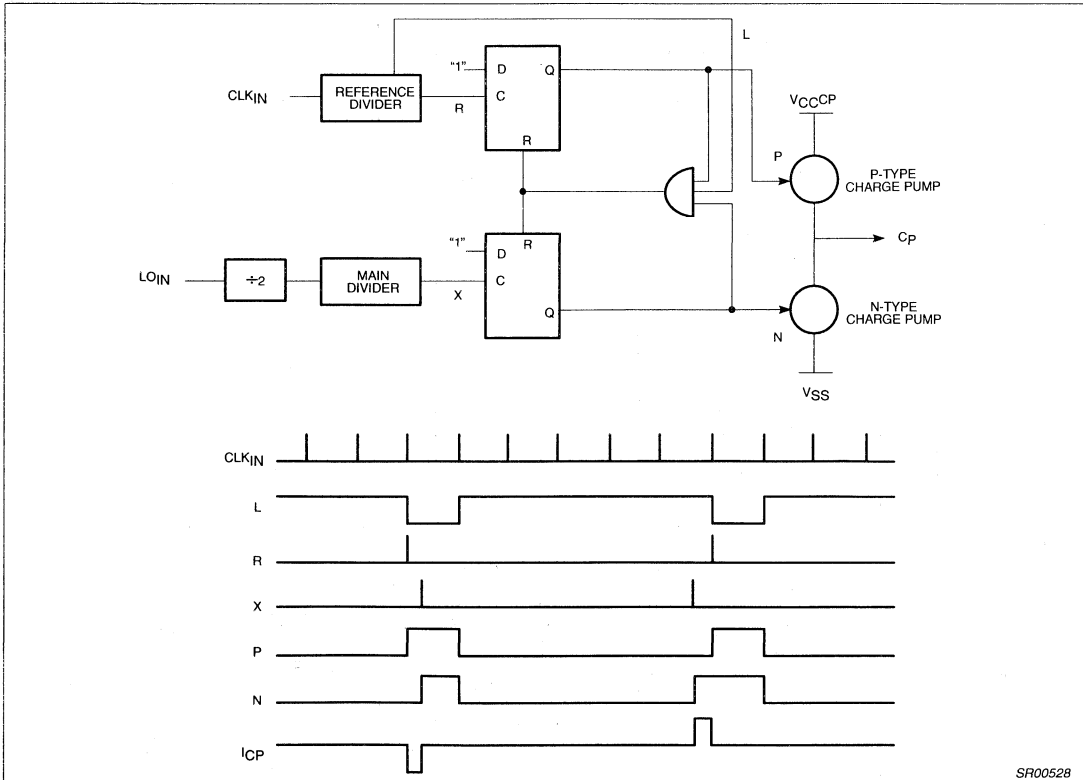 L
"1"
D
Q
CLKIN
REFERENCE
DIVIDER
C
R
R
VCCCP
P
P-TYPE
CHARGE PUMP
CP
"1"
R
D
LOIN
÷2
MAIN
DIVIDER
C
X
Q
N
N-TYPE
CHARGE PUMP
VSS
CLKIN
L
R
X
P
N
ICP
SR00528